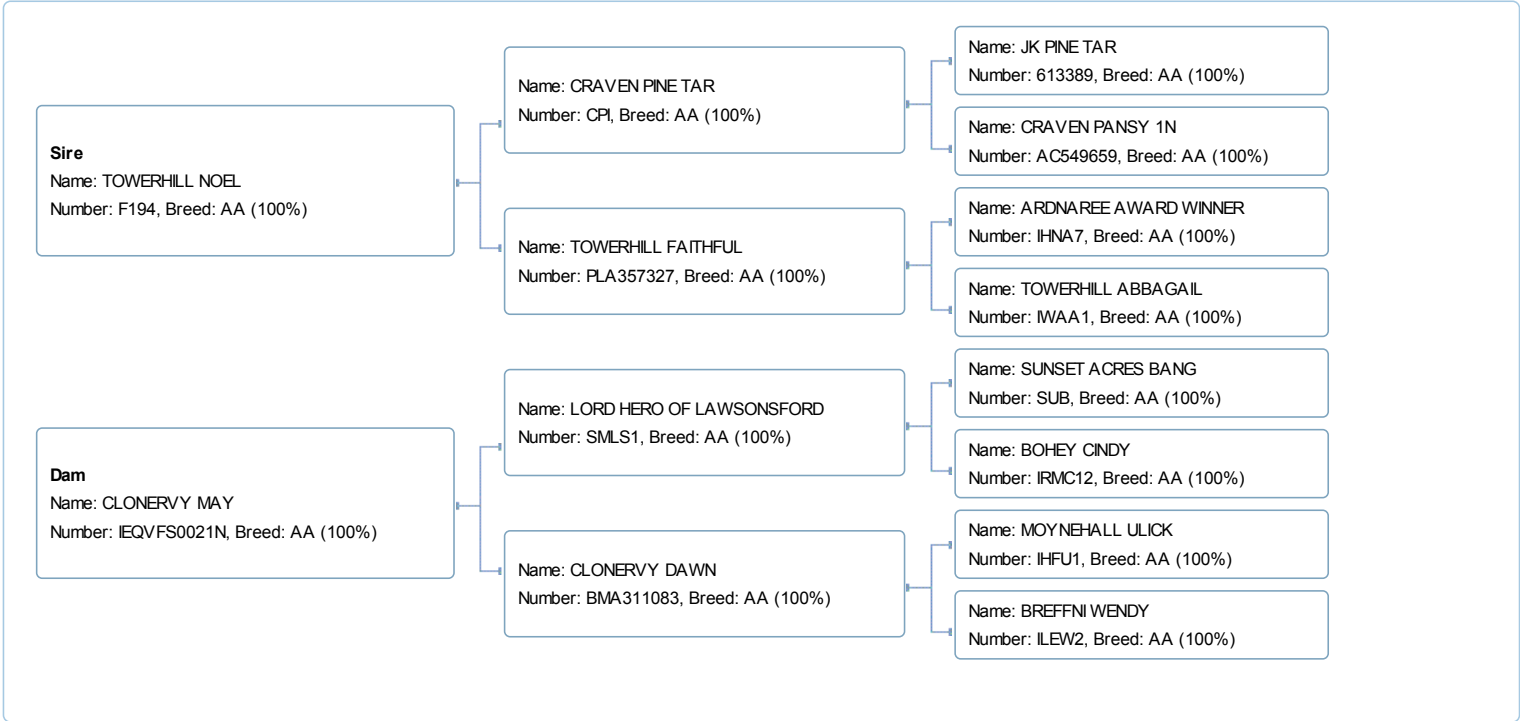 Sire
Name: TOWERHILL NOEL
Number: F194, Breed: AA (100%)
Name: CRAVEN PINE TAR
Number: CPI, Breed: AA (100%)
Name: JK PINE TAR
Number: 613389, Breed: AA (100%)
Name: CRAVEN PANSY 1N
Number: AC549659, Breed: AA (100%)
Name: TOWERHILL FAITHFUL
Number: PLA357327, Breed: AA (100%)
Name: ARDNAREE AWARD WINNER
Number: IHNA7, Breed: AA (100%)
Name: TOWERHILL ABBAGAIL
Number: IWAA1, Breed: AA (100%)
Dam
Name: CLONERVY MAY
Number: IEQVFS0021N, Breed: AA (100%)
Name: LORD HERO OF LAWSONSFORD
Number: SMLS1, Breed: AA (100%)
Name: SUNSET ACRES BANG
Number: SUB, Breed: AA (100%)
Name: BOHEY CINDY
Number: IRMC12, Breed: AA (100%)
Name: CLONERVY DAWN
Number: BMA311083, Breed: AA (100%)
Name: MOYNEHALL ULICK
Number: IHFU1, Breed: AA (100%)
Name: BREFFNI WENDY
Number: ILEW2, Breed: AA (100%)